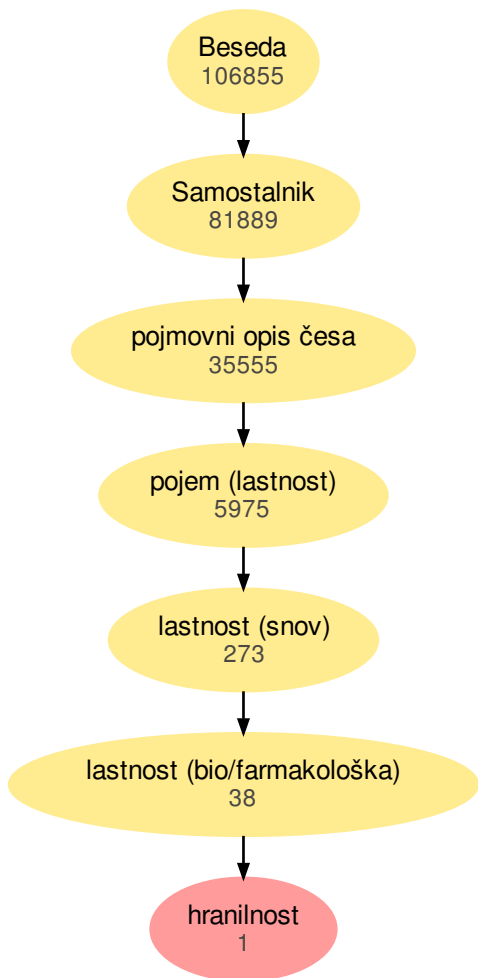 Beseda
106855
Samostalnik
81889
pojmovni opis česa
35555
pojem (lastnost)
5975
lastnost (snov)
273
lastnost (bio/farmakološka)
38
hranilnost
1